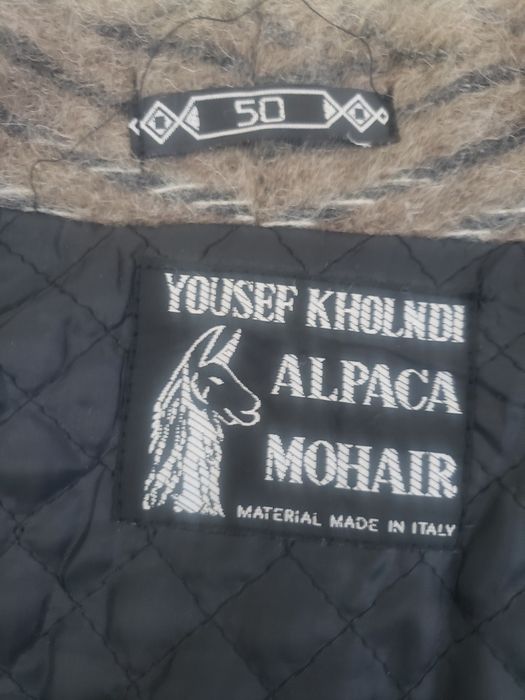 50
YOUSEF KHOLNDI
ALPACA
MOHAIR
MATERIAL MADE IN ITALY